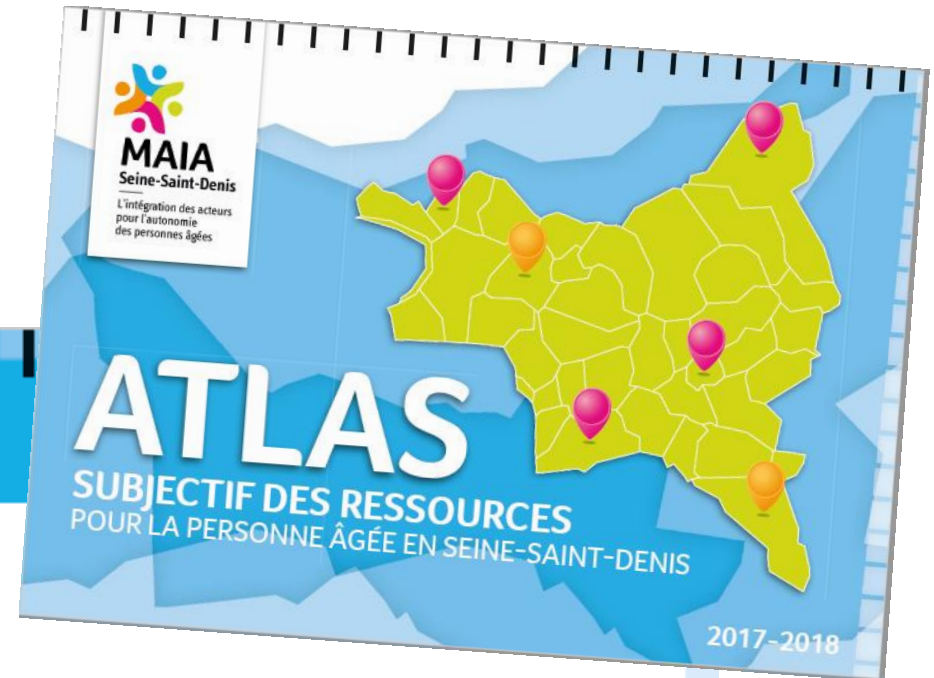 MAIA
Seine-Saint-Denis
L'intégration des acteurs
pour l'autonomie
des personnes âgées
ATLAS
SUBJECTIF DES RESSOURCES
POUR LA PERSONNE ÂGÉE EN SEINE-SAINT-DENIS
2017-2018